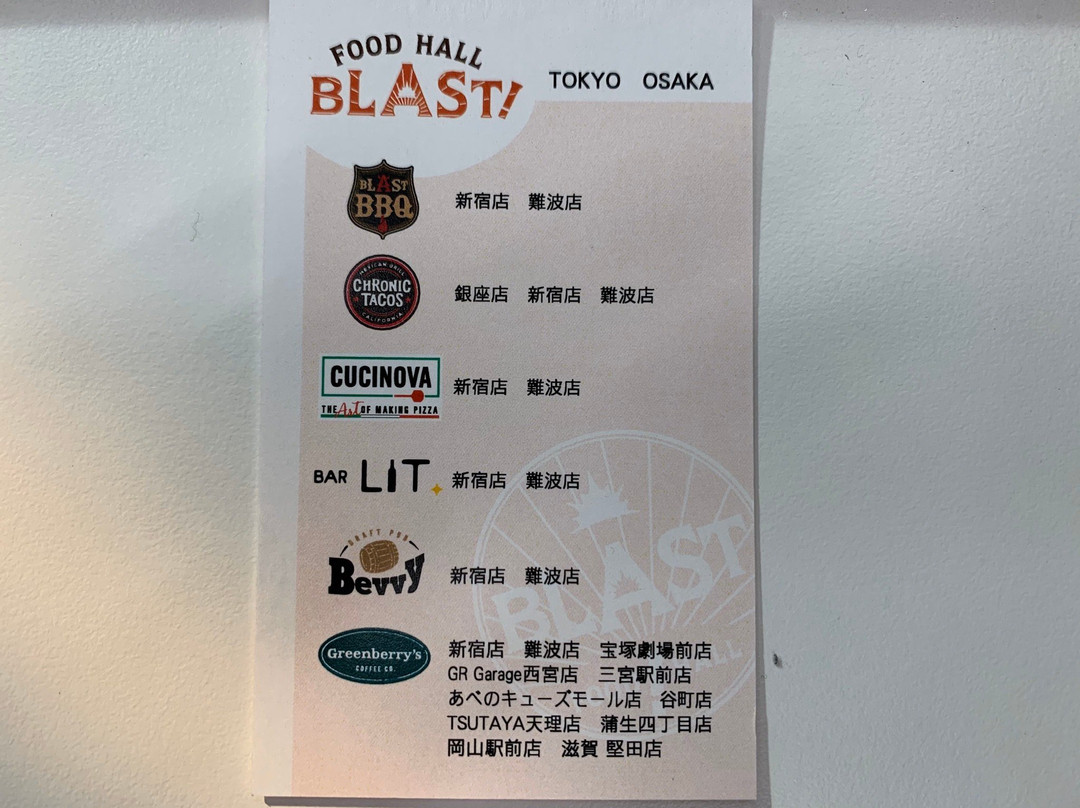 FOOD HALL
BLAST!
TOKYO OSAKA
BLAST
BBQ
新宿店 難波店
MEXICAN GRILL
CHRONIC
TACOS
CALIFORNIA
銀座店 新宿店 難波店
CUCINOVA
THE Art OF MAKING PIZZA
新宿店 難波店
BAR LIT
新宿店 難波店
DRAFT PUB
Bevvy
新宿店 難波店
Greenberry's
COFFEE CO.
新宿店 難波店 宝塚劇場前店
GR Garage西宮店 三宮駅前店
あべのキューズモール店 谷町店
TSUTAYA天理店 蒲生四丁目店
岡山駅前店 滋賀 堅田店
BLAST